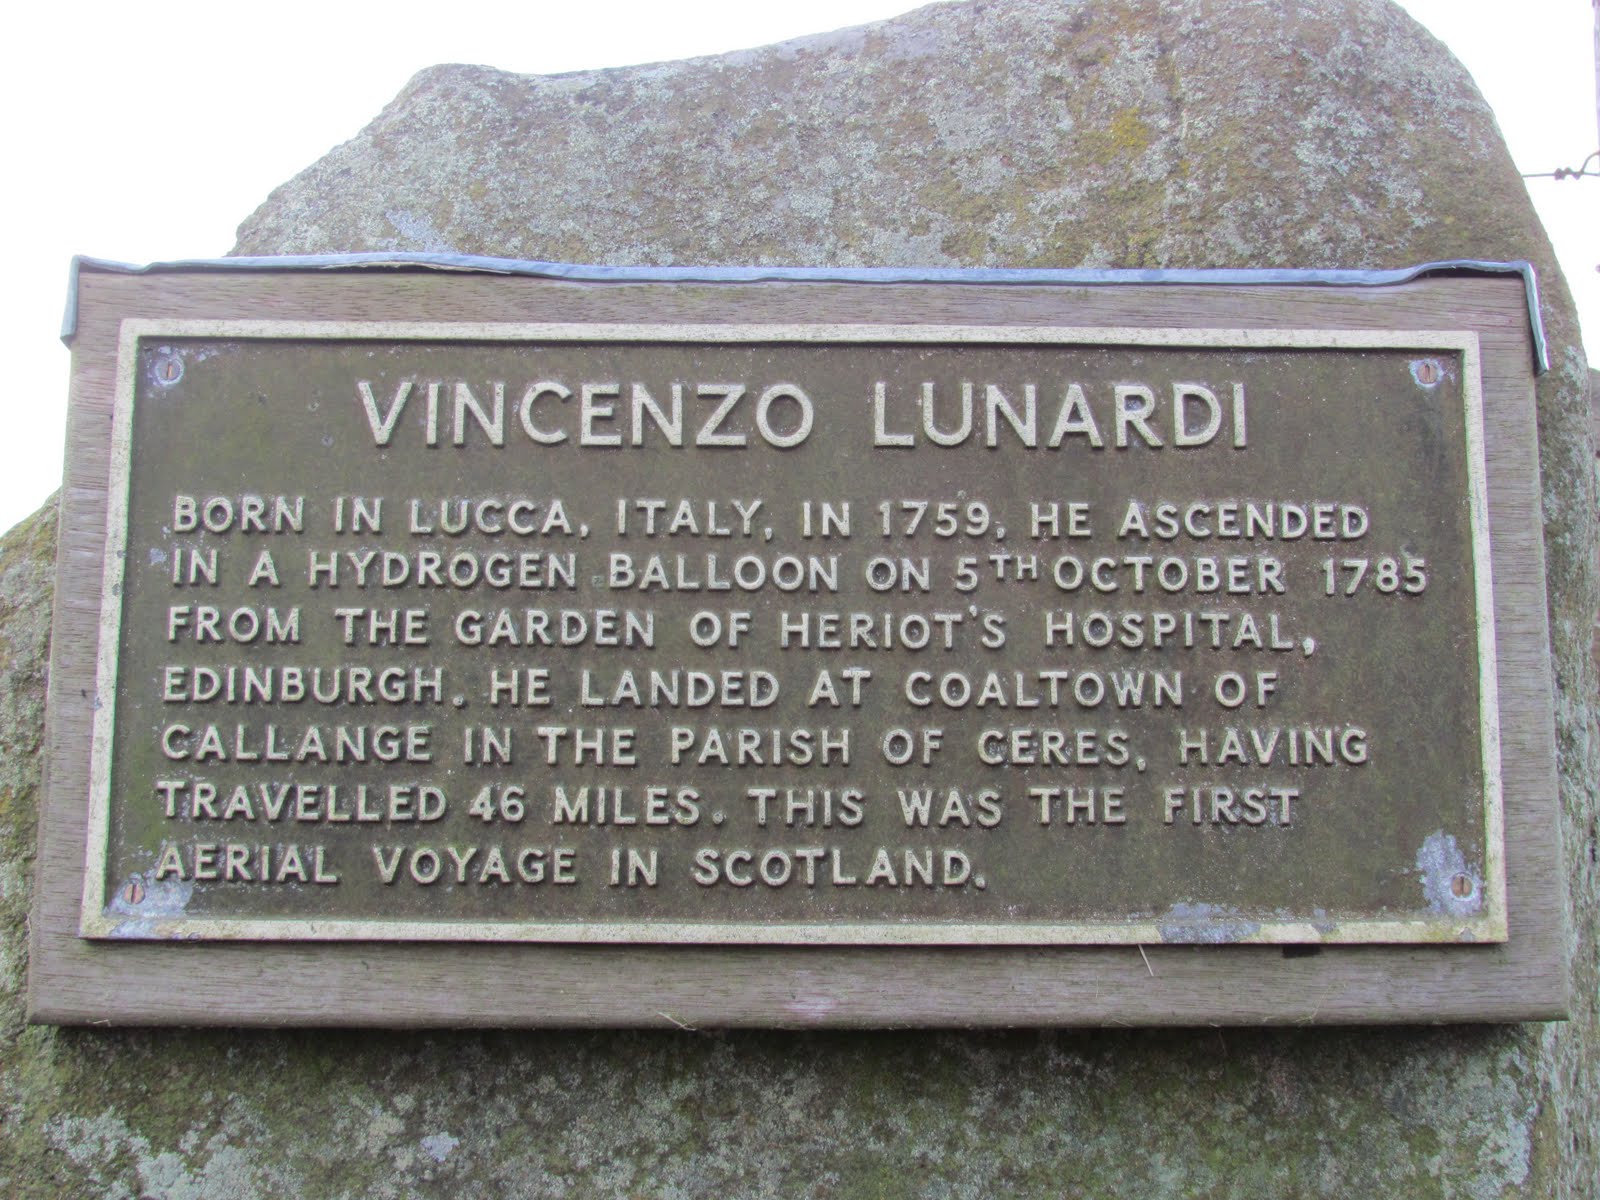 VINCENZO LUNARDI
BORN IN LUCCA, ITALY, IN 1759, HE ASCENDED
IN A HYDROGEN BALLOON ON 5TH OCTOBER 1785
FROM THE GARDEN OF HERIOT'S HOSPITAL,
EDINBURGH. HE LANDED AT COALTOWN OF
CALLANGE IN THE PARISH OF CERES, HAVING
TRAVELLED 46 MILES. THIS WAS THE FIRST
AERIAL VOYAGE IN SCOTLAND.